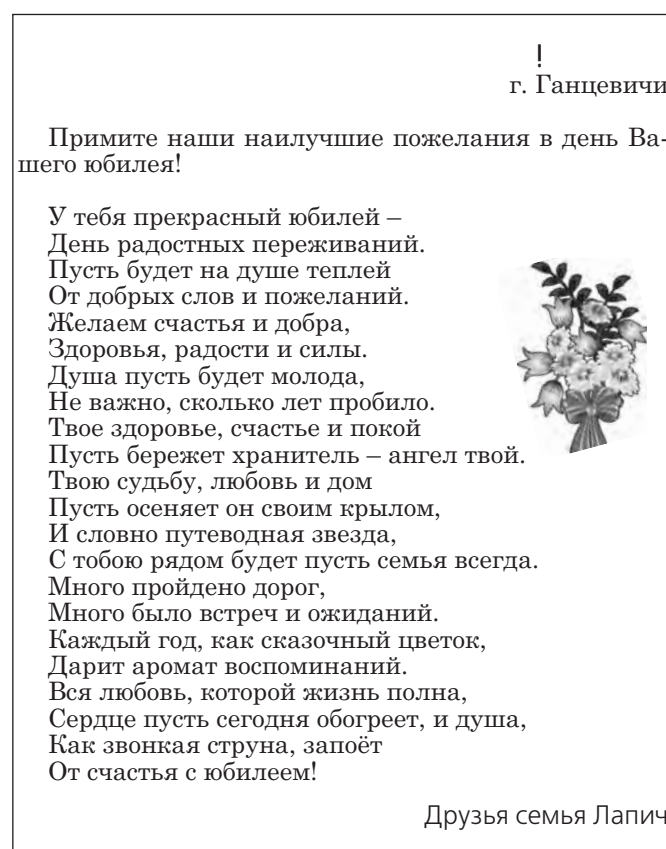 !
г. Ганцевичи
Примите наши наилучшие пожелания в день Ва-
шего юбилея!
У тебя прекрасный юбилей –
День радостных переживаний.
Пусть будет на душе теплей
От добрых слов и пожеланий.
Желаем счастья и добра,
Здоровья, радости и силы.
Душа пусть будет молода,
Не важно, сколько лет пробило.
Твое здоровье, счастье и покой
Пусть бережет хранитель – ангел твой.
Твою судьбу, любовь и дом
Пусть осеняет он своим крылом,
И словно путеводная звезда,
С тобою рядом будет пусть семья всегда.
Много пройдено дорог,
Много было встреч и ожиданий.
Каждый год, как сказочный цветок,
Дарит аромат воспоминаний.
Вся любовь, которой жизнь полна,
Сердце пусть сегодня обогреет, и душа,
Как звонкая струна, запоёт
От счастья с юбилеем!
Друзья семья Лапич